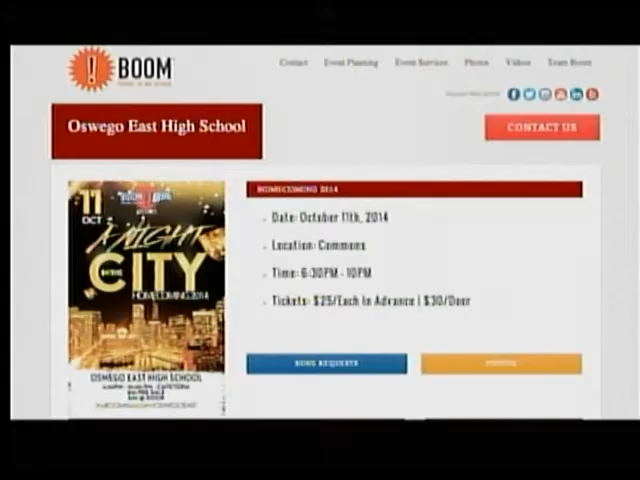 BOOM
Contact Event Planning Event Services Photos Videos Team Boom
Oswego East High School
CONTACT US
HOMECOMING 2014
Date: October 11th, 2014
Location: Commons
Time: 6:30PM - 10PM
Tickets: $25/Each In Advance | $30/Door
SONG REQUESTS
PHOTOS
11
OCT
A NIGHT
IN THE
CITY
HOMECOMING 2014
OSWEGO EAST HIGH SCHOOL